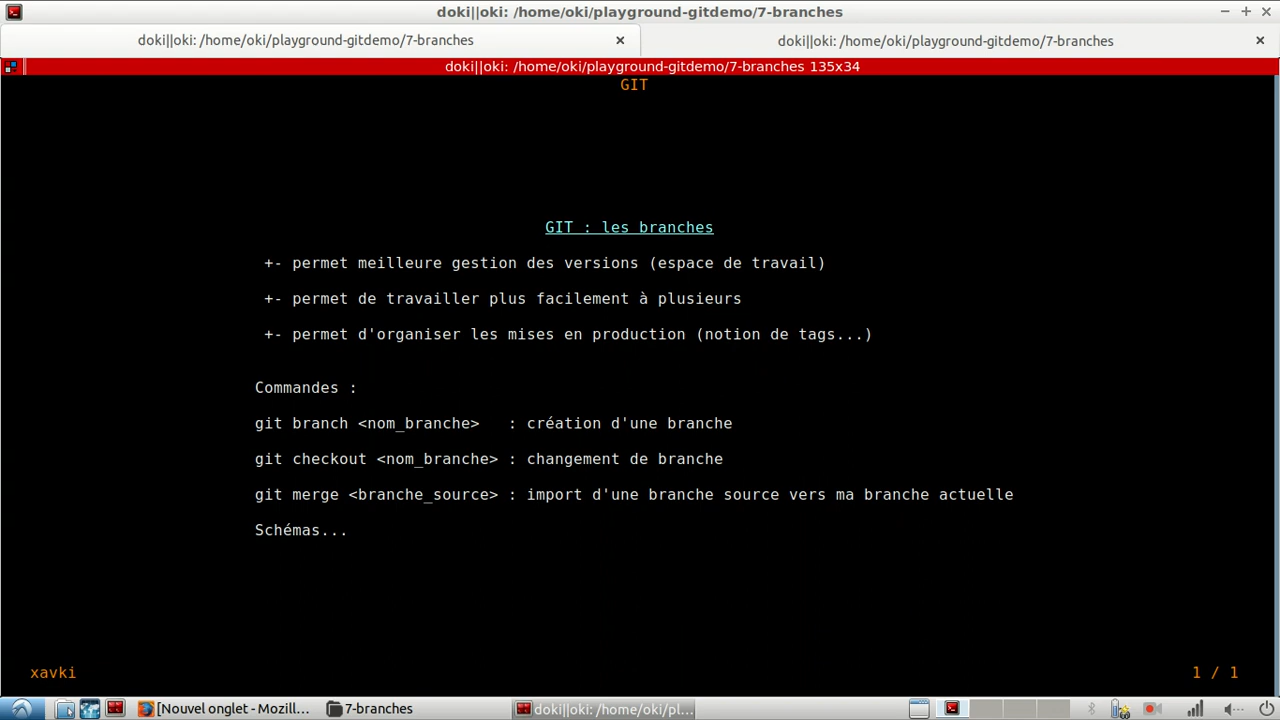 doki||oki: /home/oki/playground-gitdemo/7-branches
doki||oki: /home/oki/playground-gitdemo/7-branches
doki||oki: /home/oki/playground-gitdemo/7-branches
doki||oki: /home/oki/playground-gitdemo/7-branches 135x34
GIT
GIT : les branches
+- permet meilleure gestion des versions (espace de travail)
+- permet de travailler plus facilement à plusieurs
+- permet d'organiser les mises en production (notion de tags...)
Commandes :
git branch <nom_branche> : création d'une branche
git checkout <nom_branche> : changement de branche
git merge <branche_source> : import d'une branche source vers ma branche actuelle
Schémas...
xavki
1 / 1
[Nouvel onglet - Mozill...
7-branches
doki||oki: /home/oki/pl...